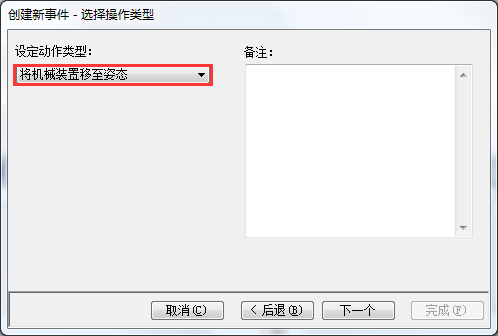 创建新事件 - 选择操作类型
设定动作类型:
备注:
将机械装置移至姿态
取消(C)
< 后退(B)
下一个
完成(F)